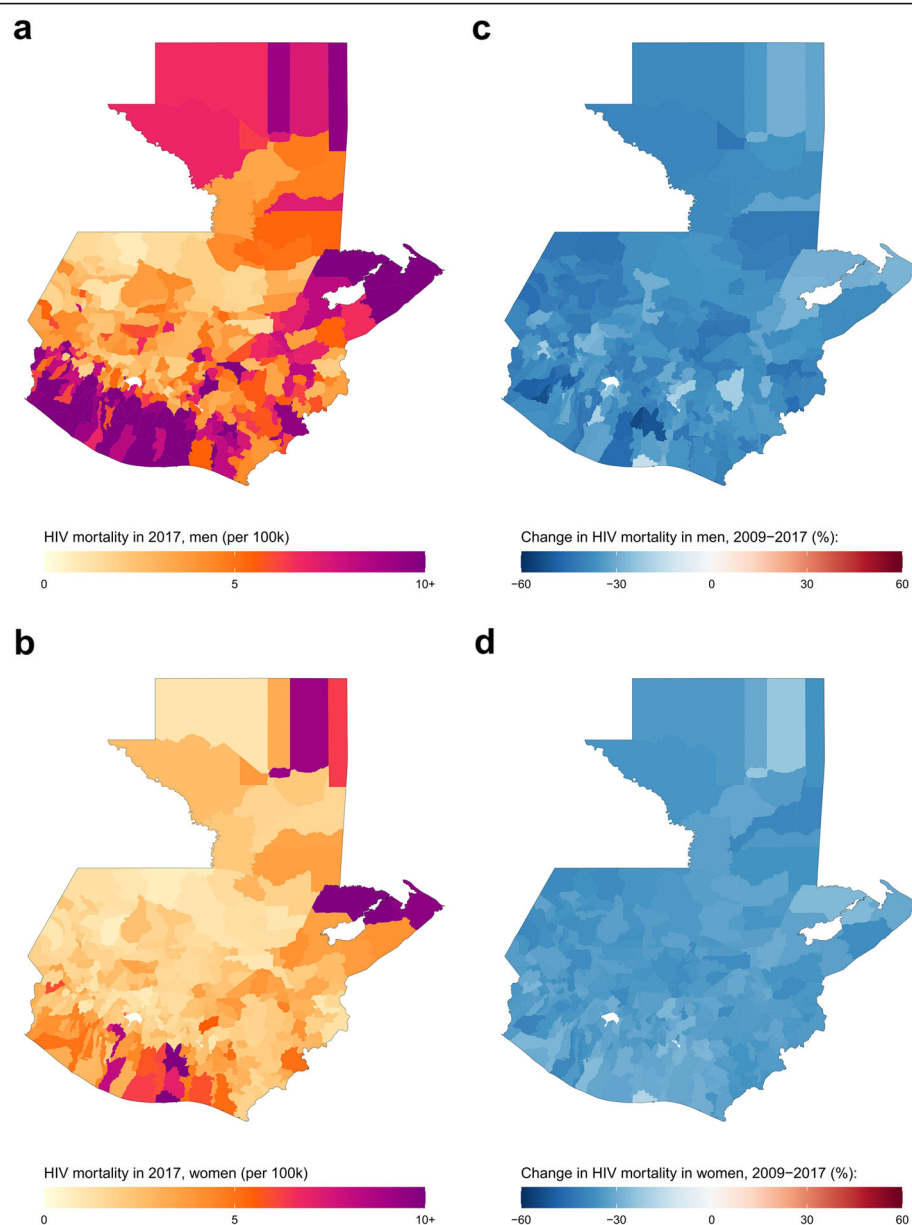 a
c
HIV mortality in 2017, men (per 100k)
0 5 10+
Change in HIV mortality in men, 2009−2017 (%):
−60 −30 0 30 60
b
d
HIV mortality in 2017, women (per 100k)
0 5 10+
Change in HIV mortality in women, 2009−2017 (%):
−60 −30 0 30 60